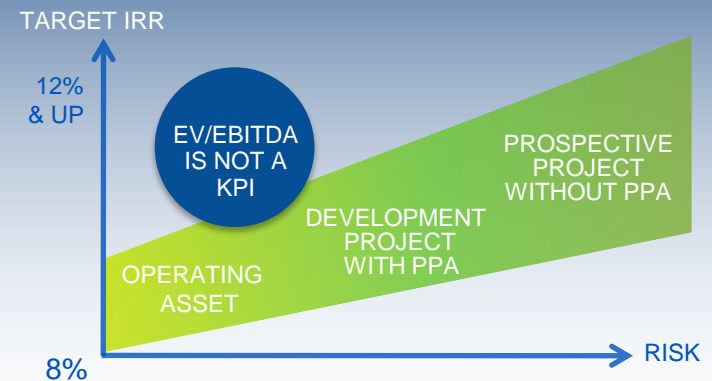 TARGET IRR
12%
& UP
EV/EBITDA
IS NOT A
KPI
PROSPECTIVE
PROJECT
WITHOUT PPA
DEVELOPMENT
PROJECT
WITH PPA
OPERATING
ASSET
RISK
8%